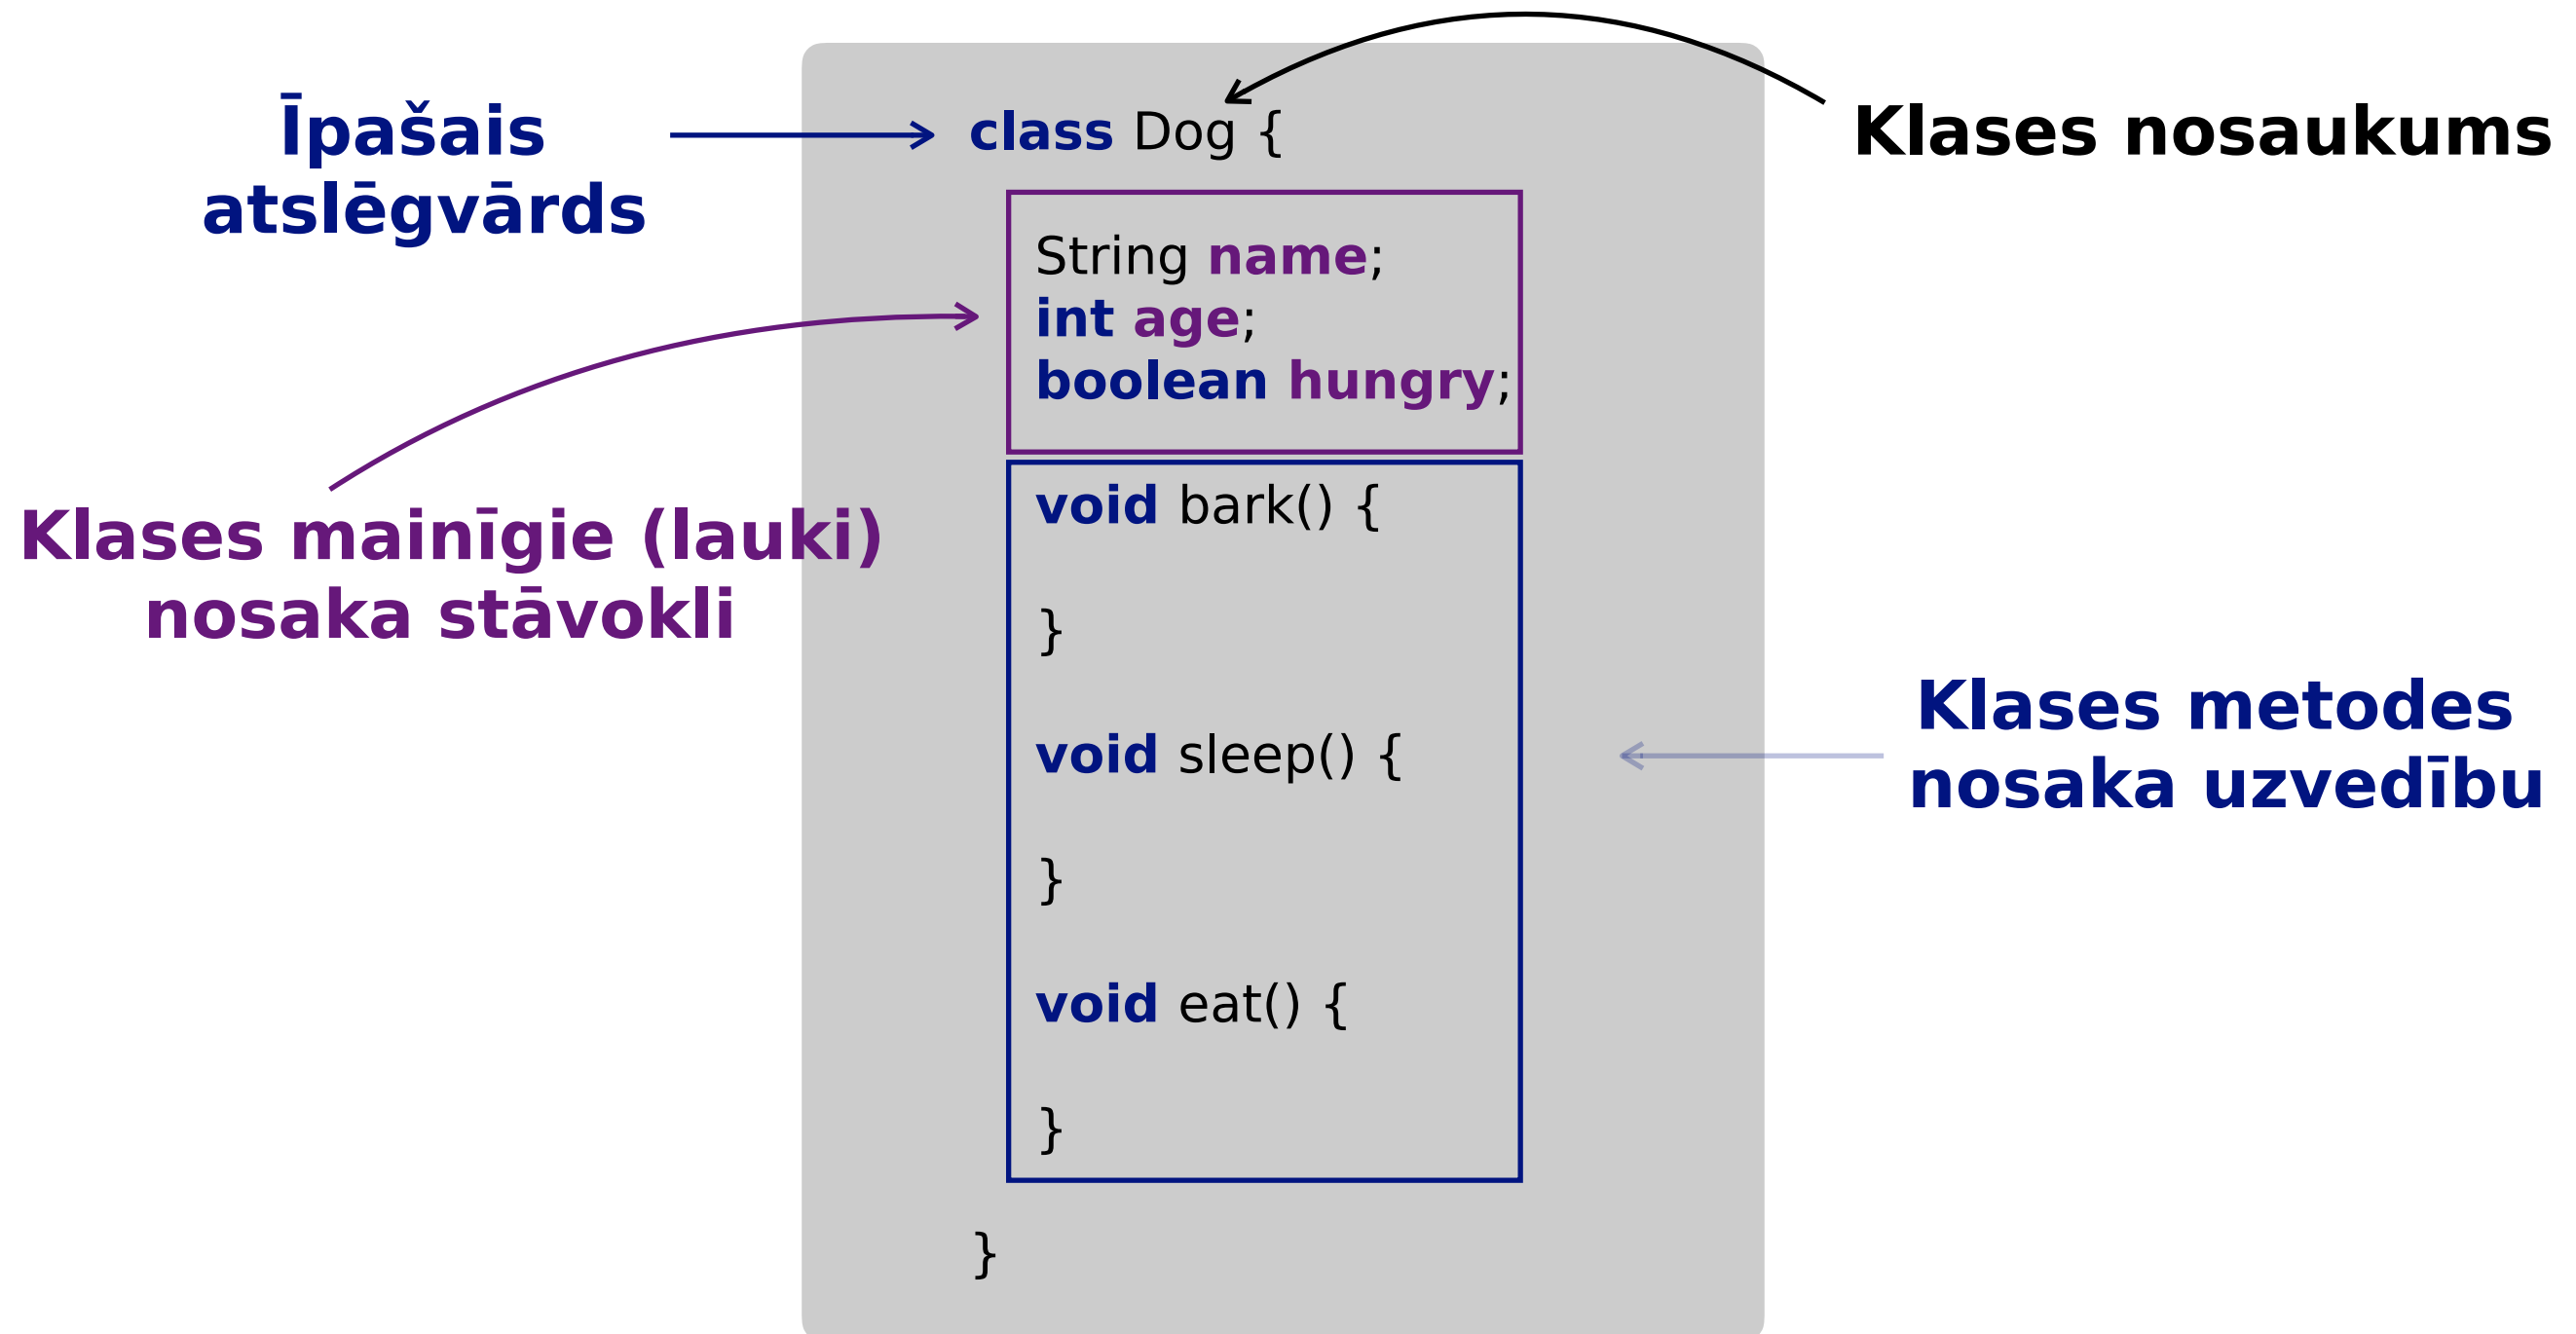 Īpašais
atslēgvārds
class Dog {
Klases nosaukums
String name;
int age;
boolean hungry;
Klases mainīgie (lauki)
nosaka stāvokli
void bark() {
}
void sleep() {
}
void eat() {
}
}
Klases metodes
nosaka uzvedību